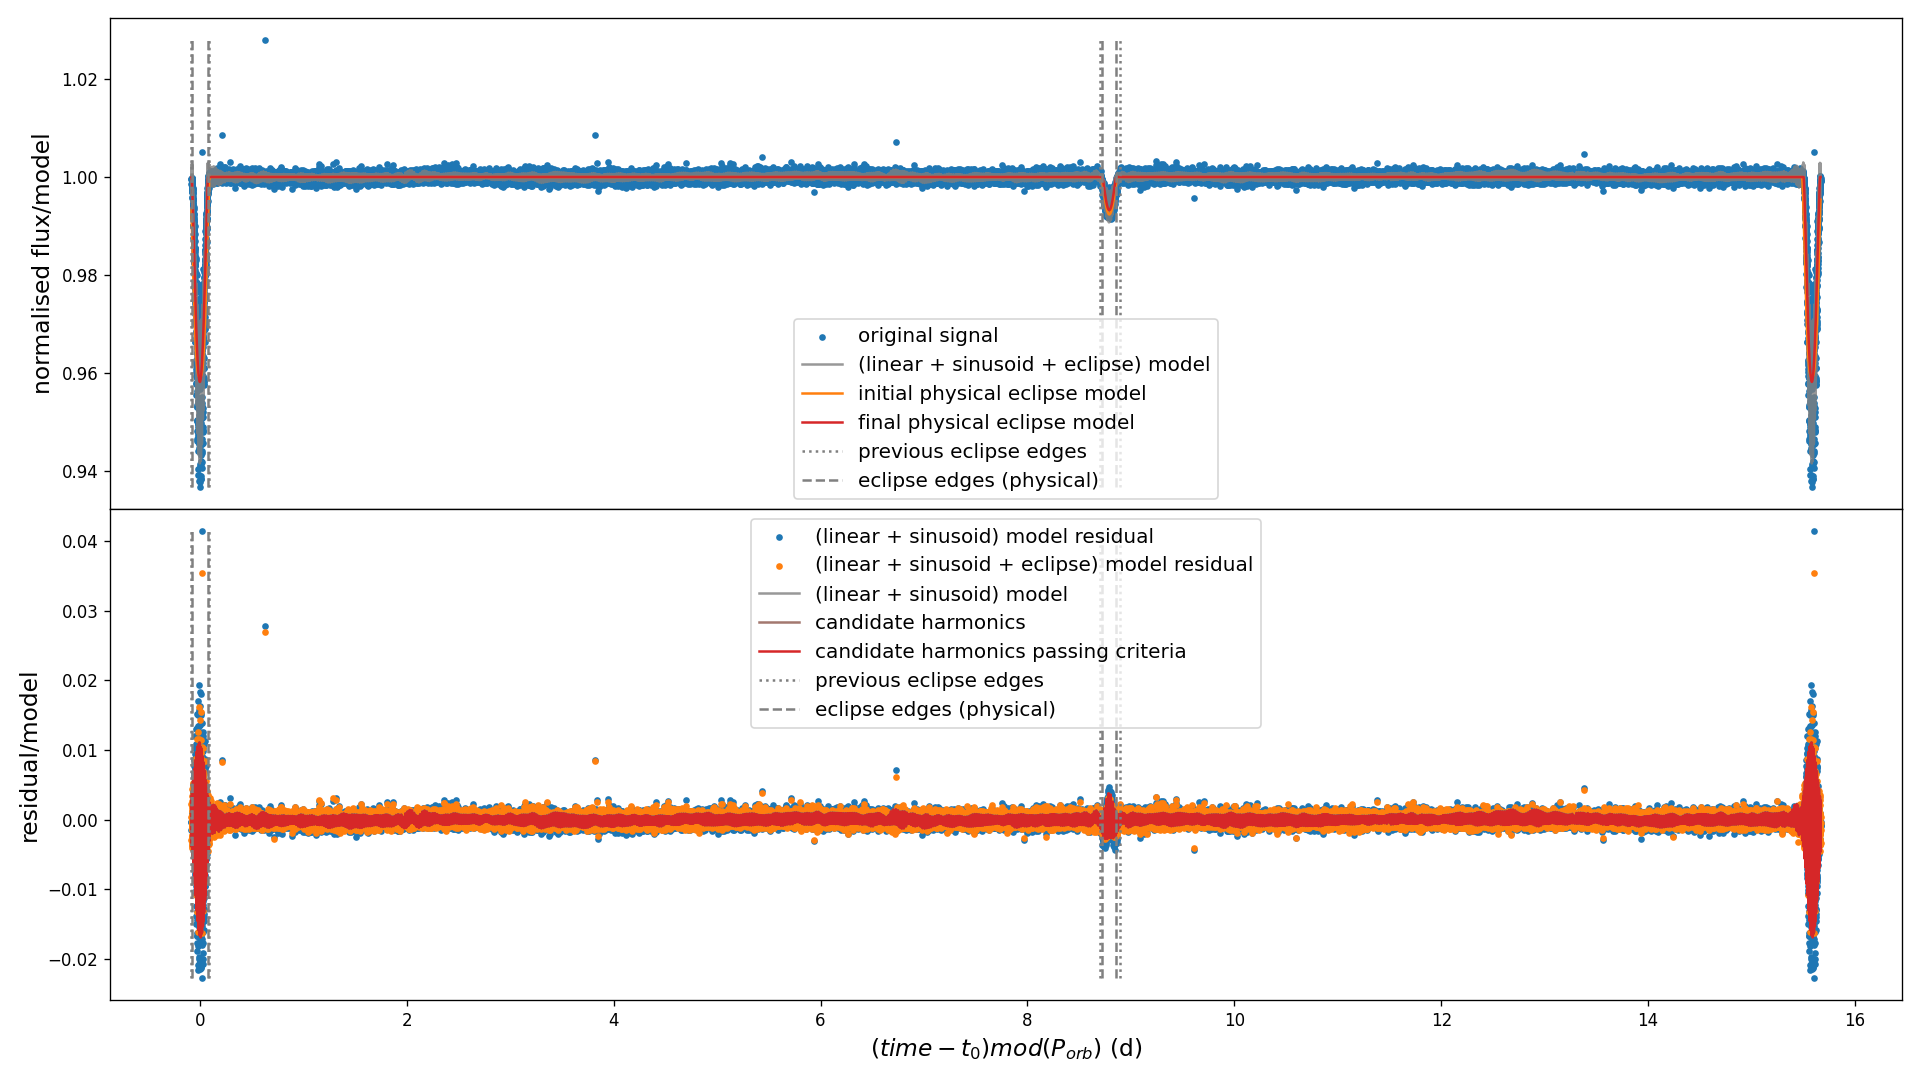 normalised flux/model
1.02
1.00
0.98
0.96
0.94
original signal
(linear + sinusoid + eclipse) model
initial physical eclipse model
final physical eclipse model
previous eclipse edges
eclipse edges (physical)
residual/model
0.04
0.03
0.02
0.01
0.00
−0.01
−0.02
(linear + sinusoid) model residual
(linear + sinusoid + eclipse) model residual
(linear + sinusoid) model
candidate harmonics
candidate harmonics passing criteria
previous eclipse edges
eclipse edges (physical)
0 2 4 6 8 10 12 14 16
(time − t₀)mod(P_orb) (d)